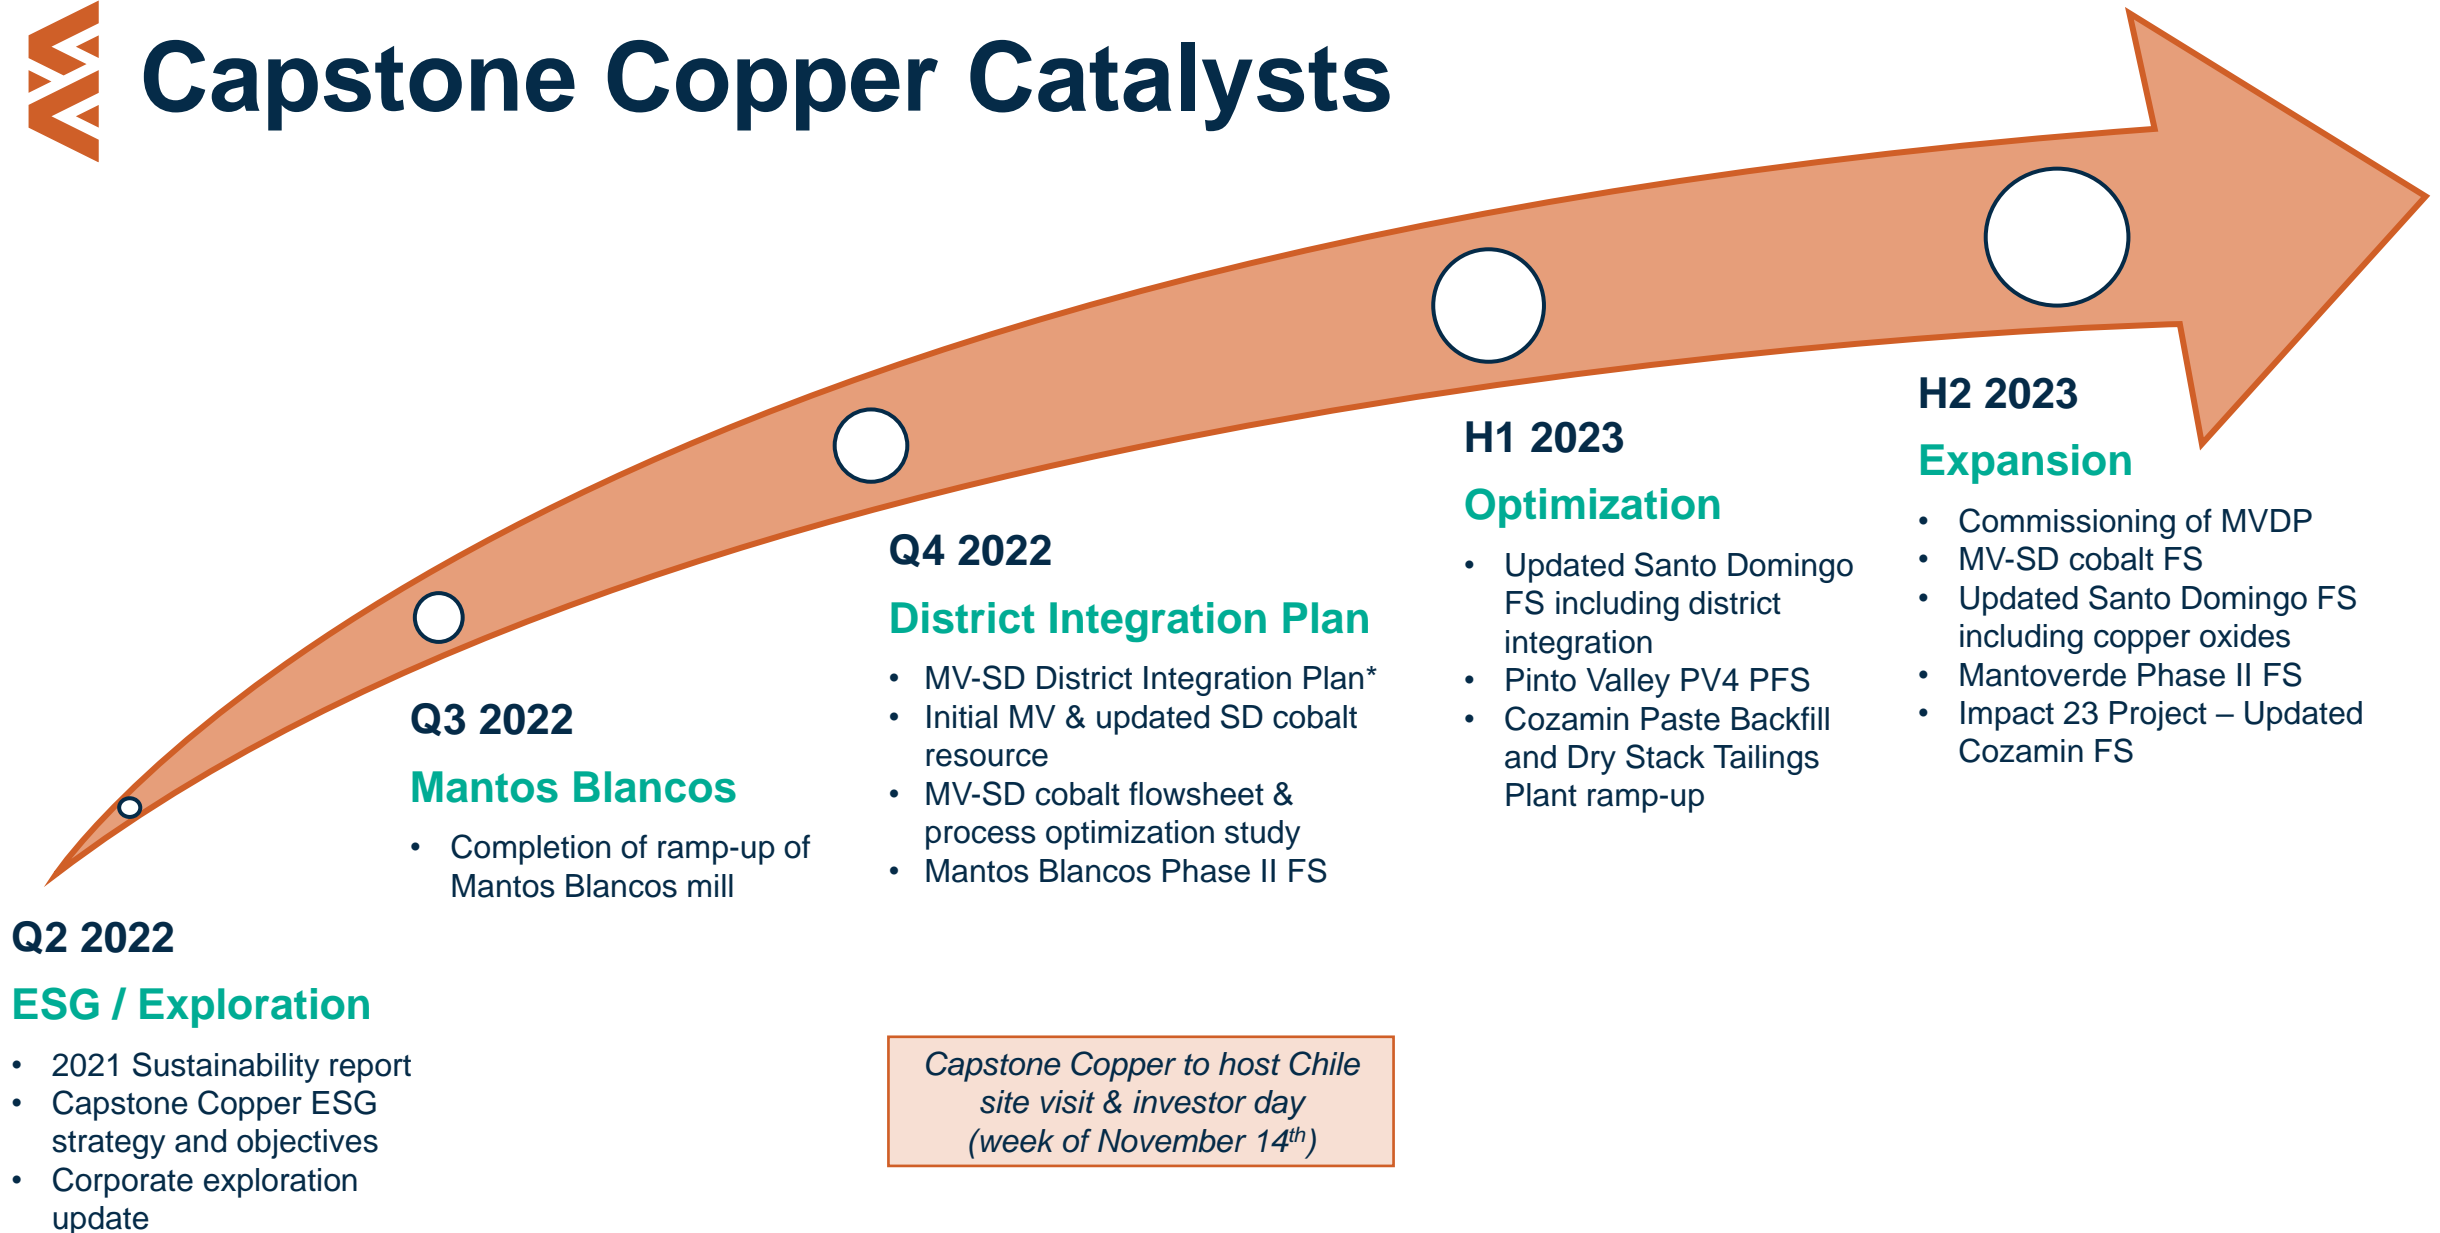 Capstone Copper Catalysts
Q2 2022
ESG / Exploration
• 2021 Sustainability report
• Capstone Copper ESG
strategy and objectives
• Corporate exploration
update
Q3 2022
Mantos Blancos
• Completion of ramp-up of
Mantos Blancos mill
Q4 2022
District Integration Plan
• MV-SD District Integration Plan*
• Initial MV & updated SD cobalt
resource
• MV-SD cobalt flowsheet &
process optimization study
• Mantos Blancos Phase II FS
Capstone Copper to host Chile
site visit & investor day
(week of November 14th)
H1 2023
Optimization
• Updated Santo Domingo
FS including district
integration
• Pinto Valley PV4 PFS
• Cozamin Paste Backfill
and Dry Stack Tailings
Plant ramp-up
H2 2023
Expansion
• Commissioning of MVDP
• MV-SD cobalt FS
• Updated Santo Domingo FS
including copper oxides
• Mantoverde Phase II FS
• Impact 23 Project – Updated
Cozamin FS